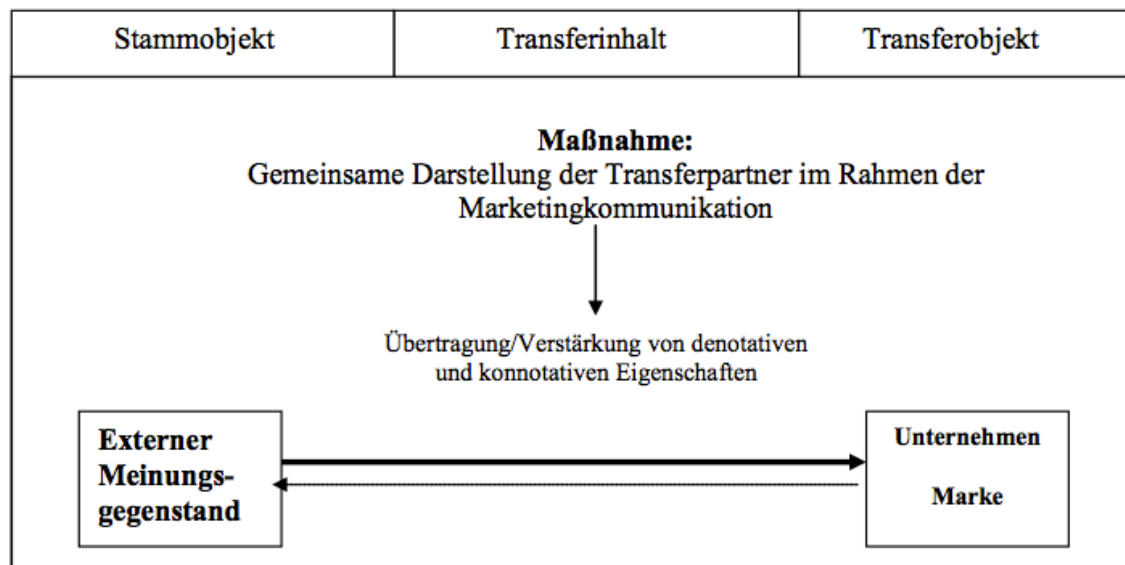 Stammobjekt
Transferinhalt
Transferobjekt
Maßnahme:
Gemeinsame Darstellung der Transferpartner im Rahmen der
Marketingkommunikation
Übertragung/Verstärkung von denotativen
und konnotativen Eigenschaften
Externer
Meinungs-
gegenstand
Unternehmen
Marke